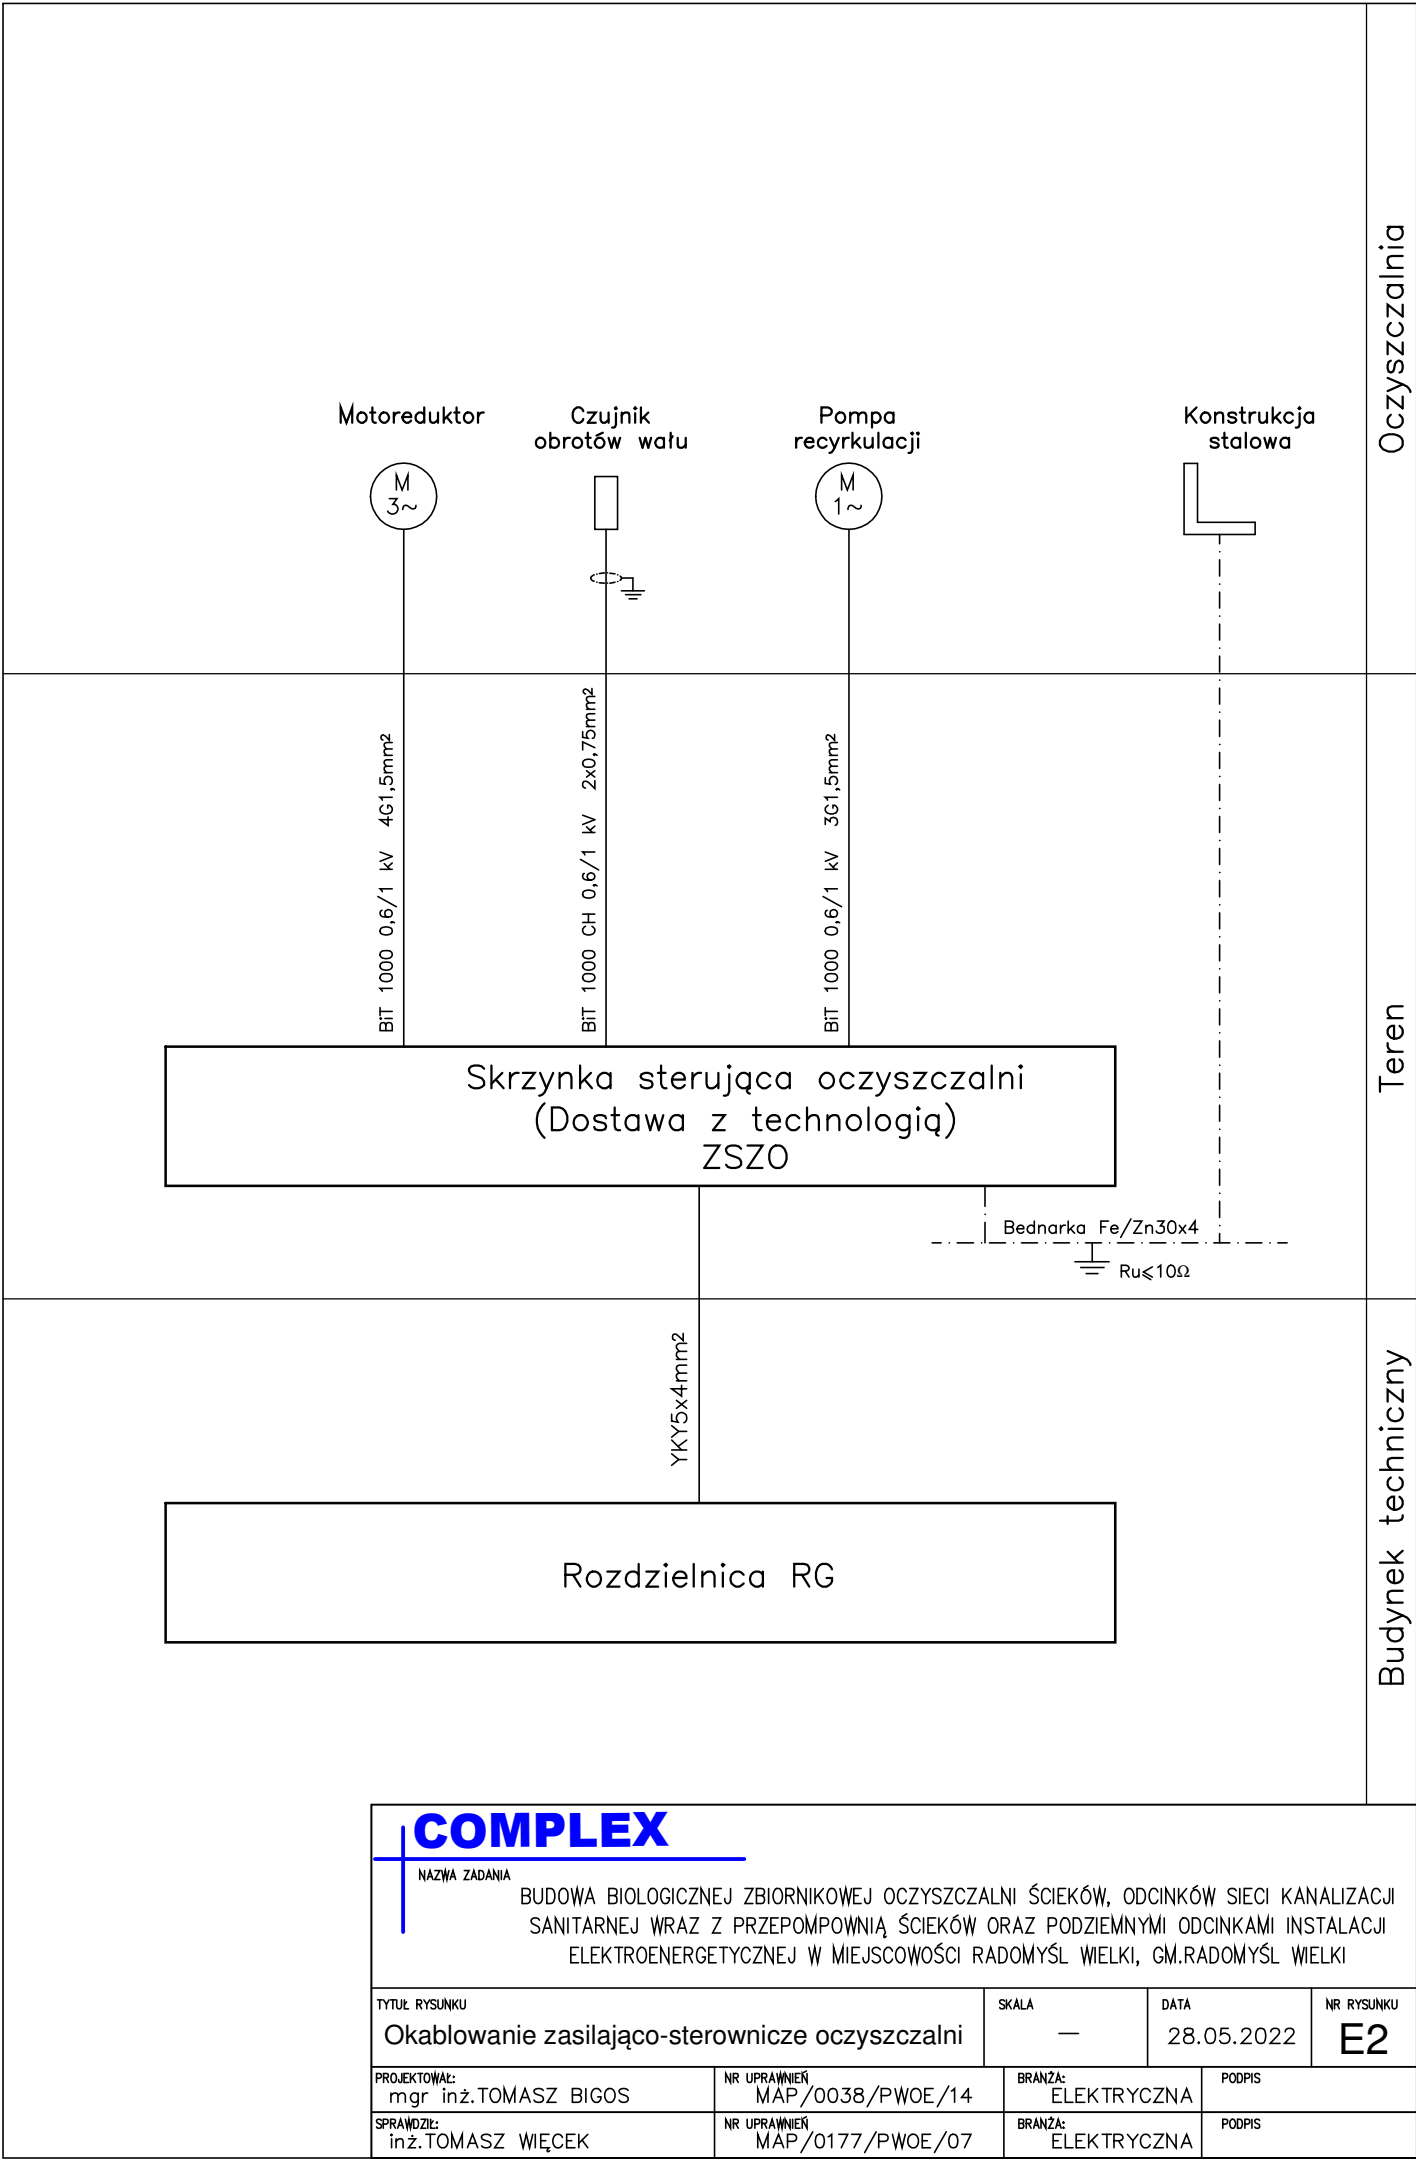 Oczyszczalnia
Motoreduktor
Czujnik
obrotów wału
Pompa
recyrkulacji
Konstrukcja
stalowa
M
3~
M
1~
BiT 1000 0,6/1 kV 4G1,5mm²
BiT 1000 CH 0,6/1 kV 2x0,75mm²
BiT 1000 0,6/1 kV 3G1,5mm²
Teren
Skrzynka sterująca oczyszczalni
(Dostawa z technologią)
ZSZO
Bednarka Fe/Zn30x4
Ru⩽10Ω
YKY5x4mm²
Budynek techniczny
Rozdzielnica RG
COMPLEX
NAZWA ZADANIA
BUDOWA BIOLOGICZNEJ ZBIORNIKOWEJ OCZYSZCZALNI ŚCIEKÓW, ODCINKÓW SIECI KANALIZACJI
SANITARNEJ WRAZ Z PRZEPOMPOWNIĄ ŚCIEKÓW ORAZ PODZIEMNYMI ODCINKAMI INSTALACJI
ELEKTROENERGETYCZNEJ W MIEJSCOWOŚCI RADOMYŚL WIELKI, GM.RADOMYŚL WIELKI
TYTUŁ RYSUNKU
Okablowanie zasilająco-sterownicze oczyszczalni
SKALA
—
DATA
28.05.2022
NR RYSUNKU
E2
PROJEKTOWAŁ:
mgr inż.TOMASZ BIGOS
NR UPRAWNIEŃ
MAP/0038/PWOE/14
BRANŻA:
ELEKTRYCZNA
PODPIS
SPRAWDZIŁ:
inż.TOMASZ WIĘCEK
NR UPRAWNIEŃ
MAP/0177/PWOE/07
BRANŻA:
ELEKTRYCZNA
PODPIS